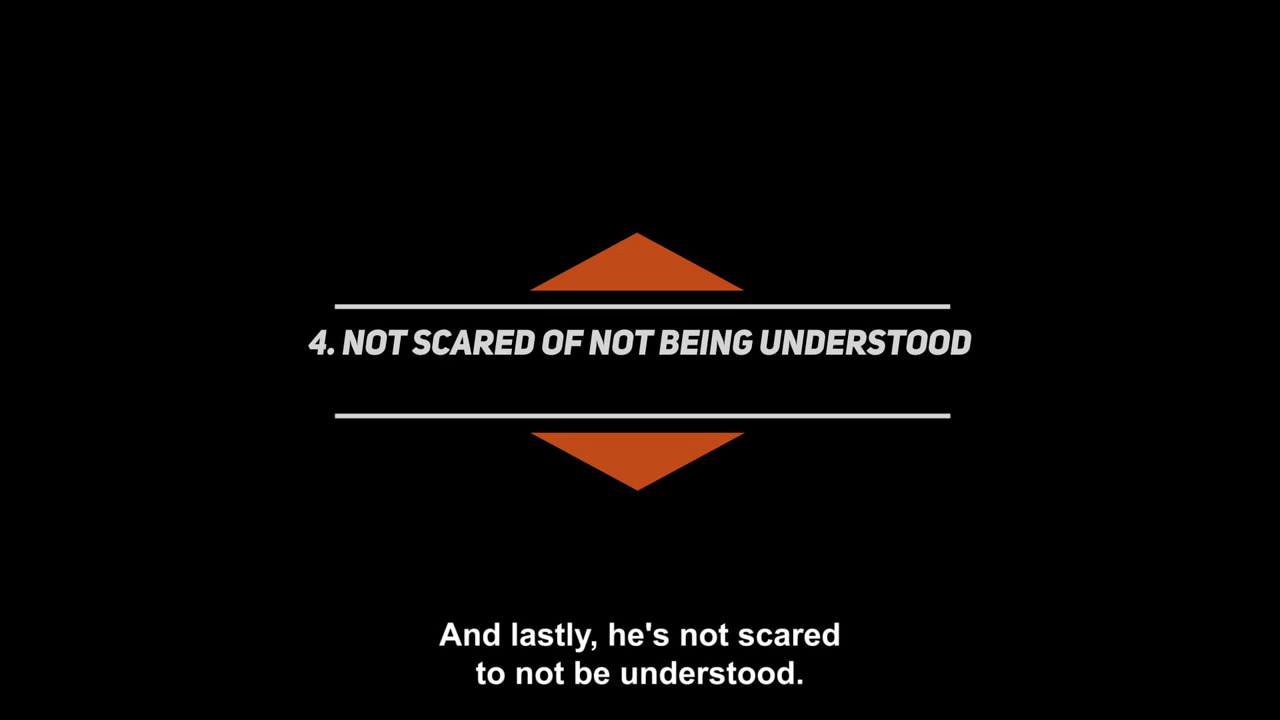 4. NOT SCARED OF NOT BEING UNDERSTOOD
And lastly, he's not scared
to not be understood.